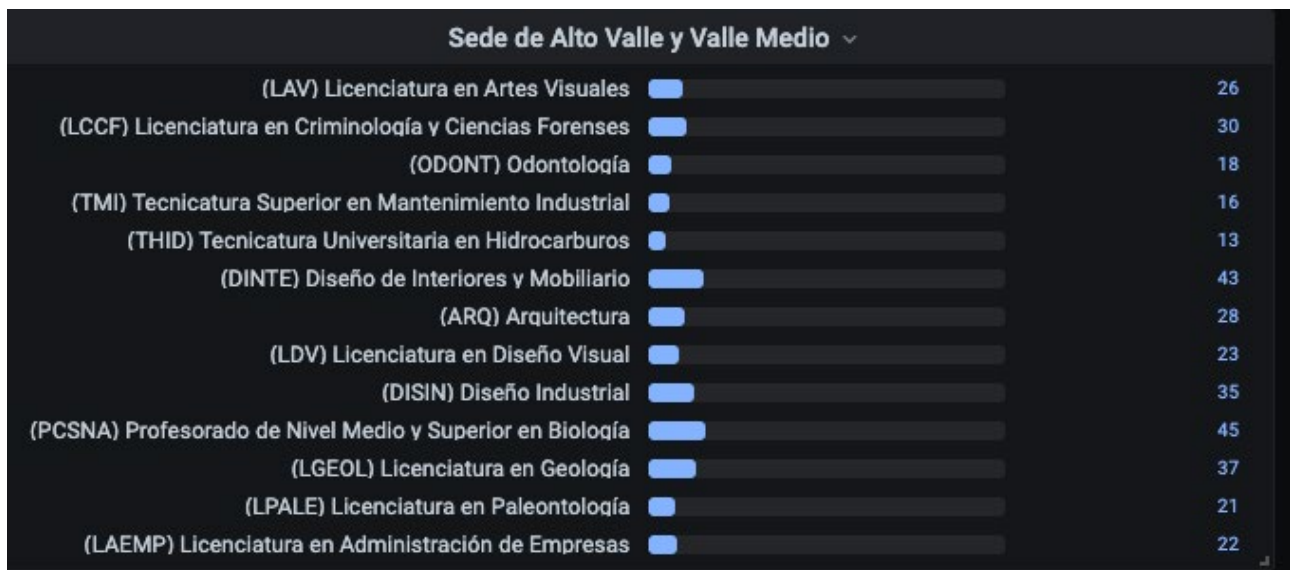 Sede de Alto Valle y Valle Medio
(LAV) Licenciatura en Artes Visuales 26
(LCCF) Licenciatura en Criminología y Ciencias Forenses 30
(ODONT) Odontología 18
(TMI) Tecnicatura Superior en Mantenimiento Industrial 16
(THID) Tecnicatura Universitaria en Hidrocarburos 13
(DINTE) Diseño de Interiores y Mobiliario 43
(ARQ) Arquitectura 28
(LDV) Licenciatura en Diseño Visual 23
(DISIN) Diseño Industrial 35
(PCSNA) Profesorado de Nivel Medio y Superior en Biología 45
(LGEOL) Licenciatura en Geología 37
(LPALE) Licenciatura en Paleontología 21
(LAEMP) Licenciatura en Administración de Empresas 22